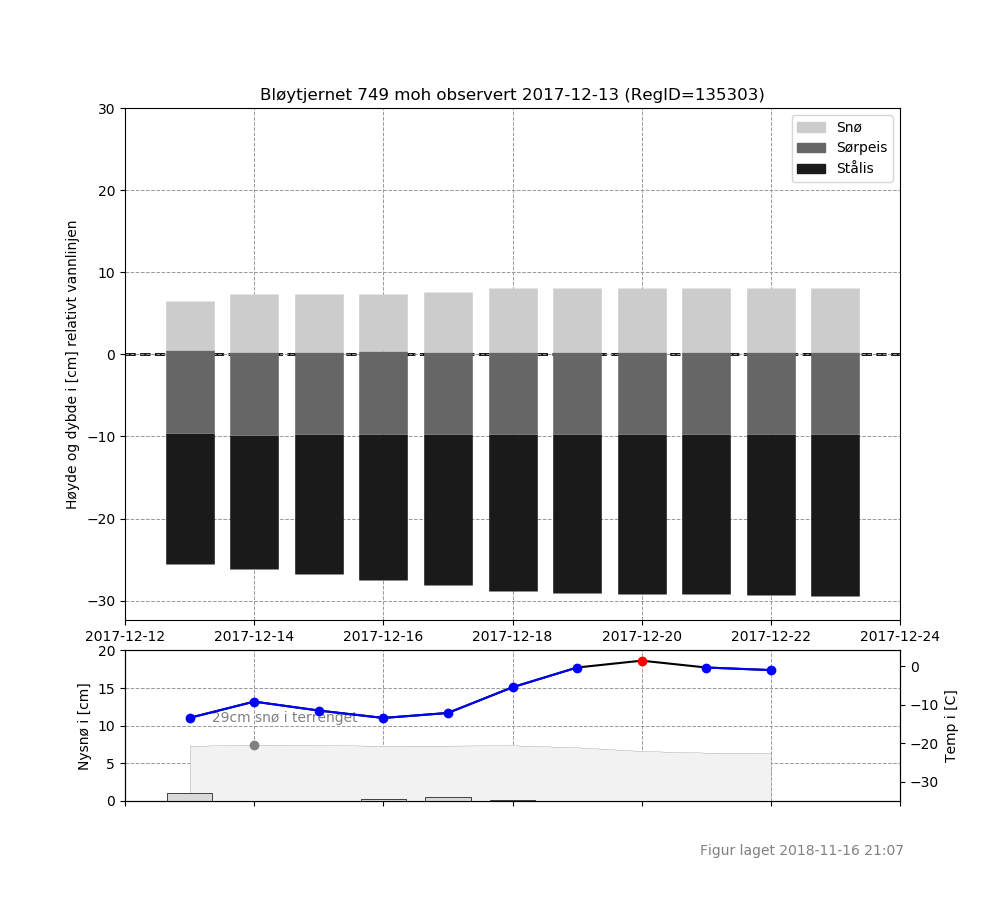 Bløytjernet 749 moh observert 2017-12-13 (RegID=135303)
30
20
10
0
−10
−20
−30
Høyde og dybde i [cm] relativt vannlinjen
Snø
Sørpeis
Stålis
2017-12-12 2017-12-14 2017-12-16 2017-12-18 2017-12-20 2017-12-22 2017-12-24
20
15
10
5
0
Nysnø i [cm]
29cm snø i terrenget
0
−10
−20
−30
Temp i [C]
Figur laget 2018-11-16 21:07